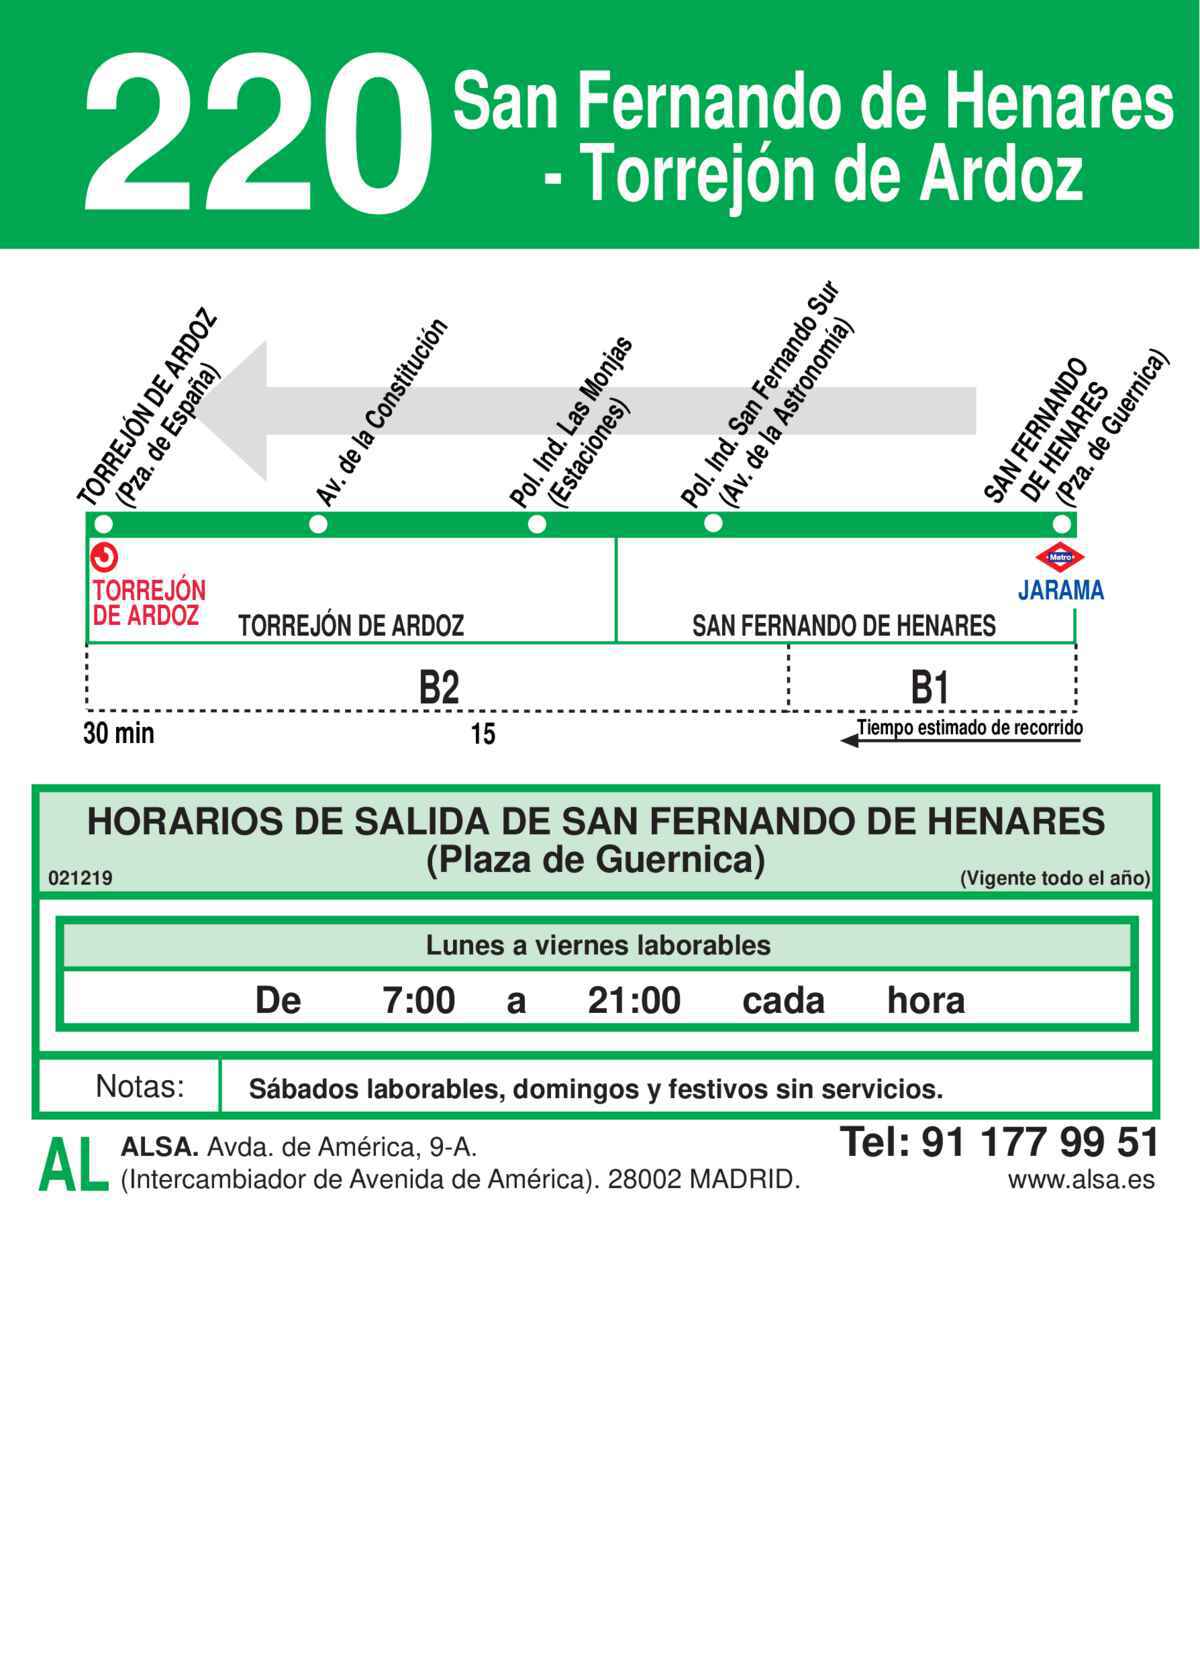 220
San Fernando de Henares
- Torrejón de Ardoz
TORREJÓN DE ARDOZ
(Pza. de España)
Av. de la Constitución
Pol. Ind. Las Monjas
(Estaciones)
Pol. Ind. San Fernando Sur
(Av. de la Astronomía)
SAN FERNANDO
DE HENARES
(Pza. de Guernica)
TORREJÓN
DE ARDOZ
Metro
JARAMA
TORREJÓN DE ARDOZ
SAN FERNANDO DE HENARES
B2
B1
30 min
15
Tiempo estimado de recorrido
HORARIOS DE SALIDA DE SAN FERNANDO DE HENARES
(Plaza de Guernica)
021219
(Vigente todo el año)
Lunes a viernes laborables
De 7:00 a 21:00 cada hora
Notas:
Sábados laborables, domingos y festivos sin servicios.
AL
ALSA. Avda. de América, 9-A.
(Intercambiador de Avenida de América). 28002 MADRID.
Tel: 91 177 99 51
www.alsa.es